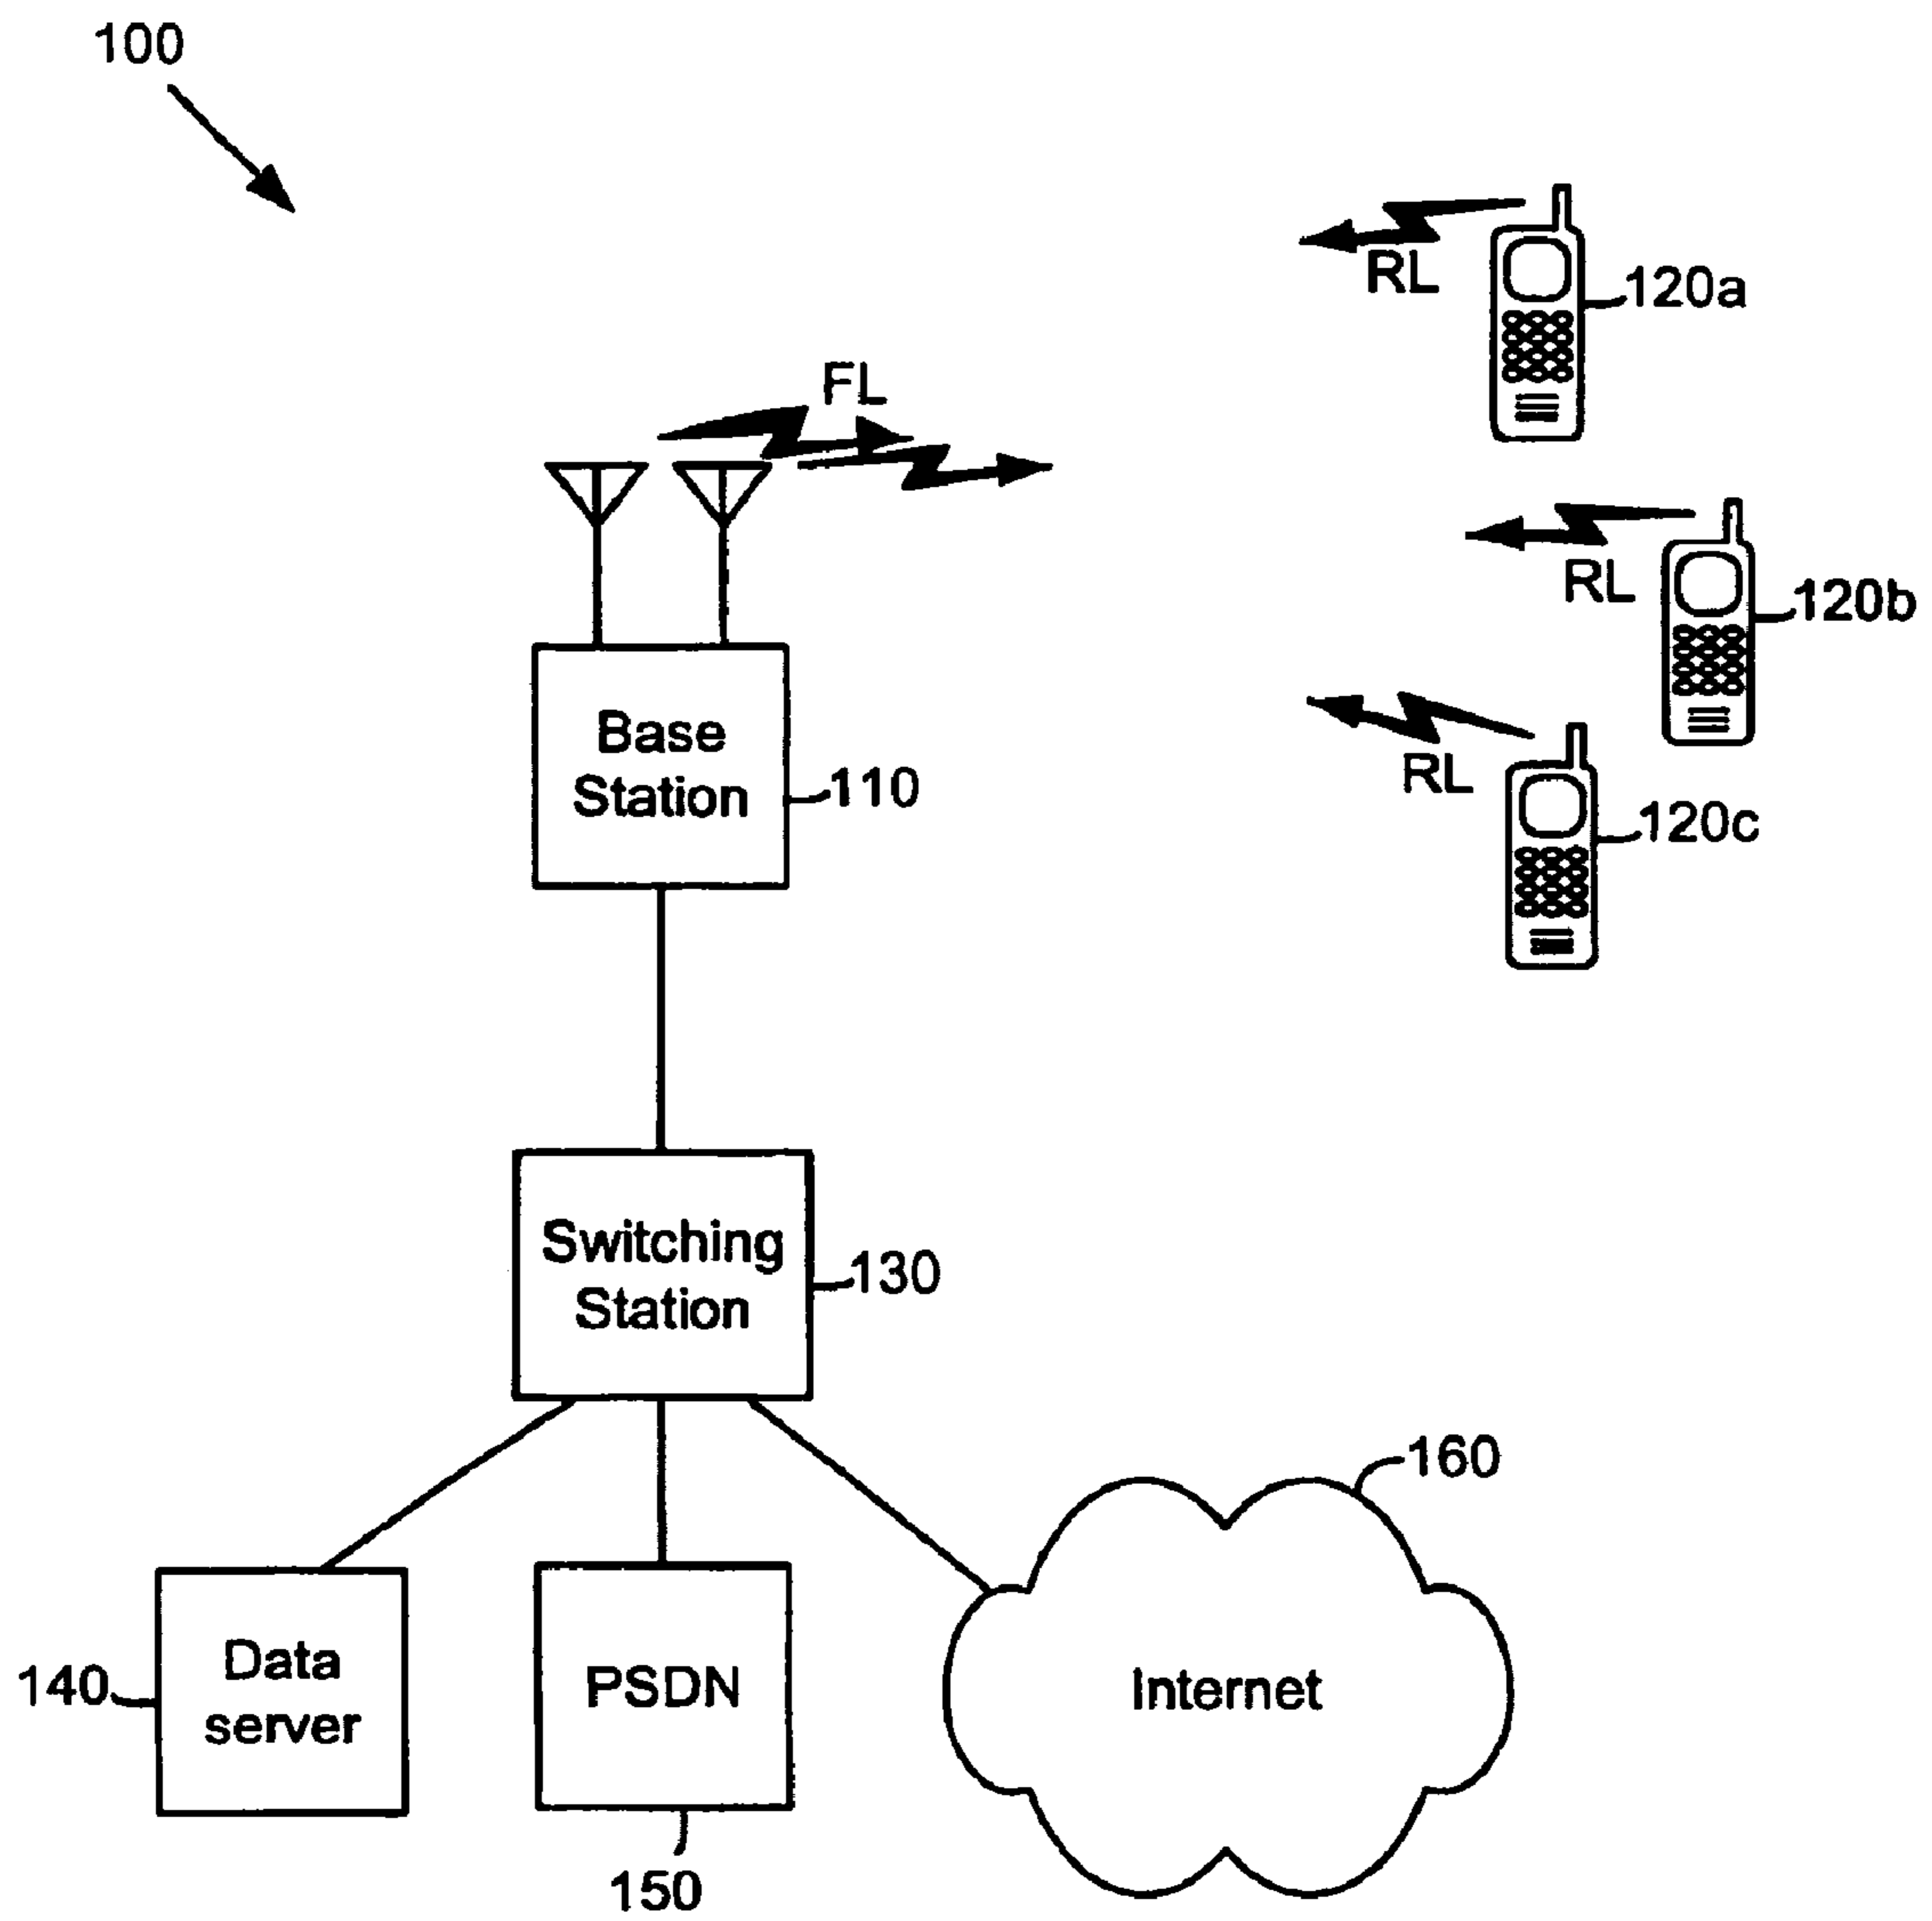 100
RL
120a
FL
RL
120b
Base
Station
110
RL
120c
Switching
Station
130
160
Data
server
140
PSDN
150
Internet